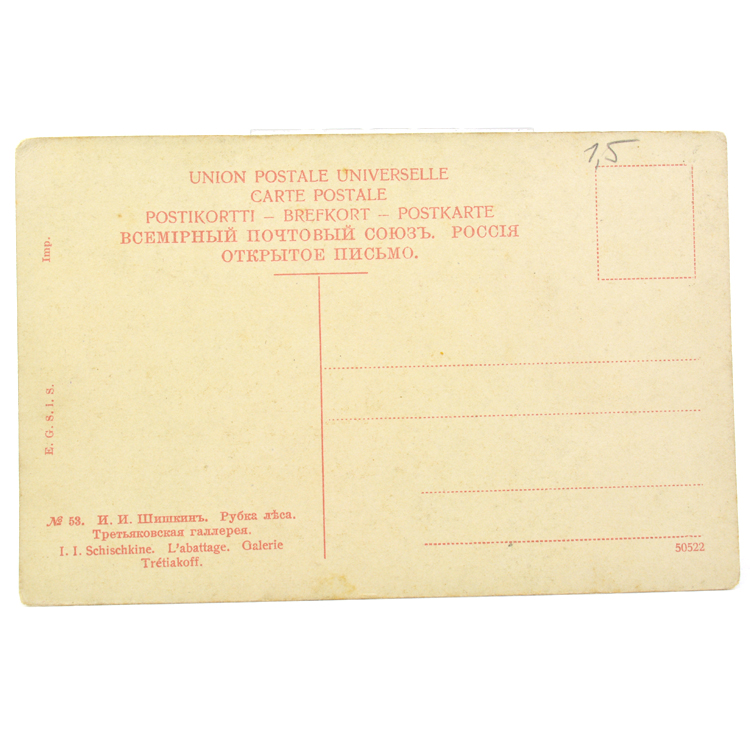 1,5
UNION POSTALE UNIVERSELLE
CARTE POSTALE
POSTIKORTTI – BREFKORT – POSTKARTE
ВСЕМІРНЫЙ ПОЧТОВЫЙ СОЮЗЪ. РОССІЯ
ОТКРЫТОЕ ПИСЬМО.
Imp.
E. G. S. I. S.
№ 53. И. И. Шишкинъ. Рубка лѣса.
Третьяковская галлерея.
I. I. Schischkine. L'abattage. Galerie
Trétiakoff.
50522